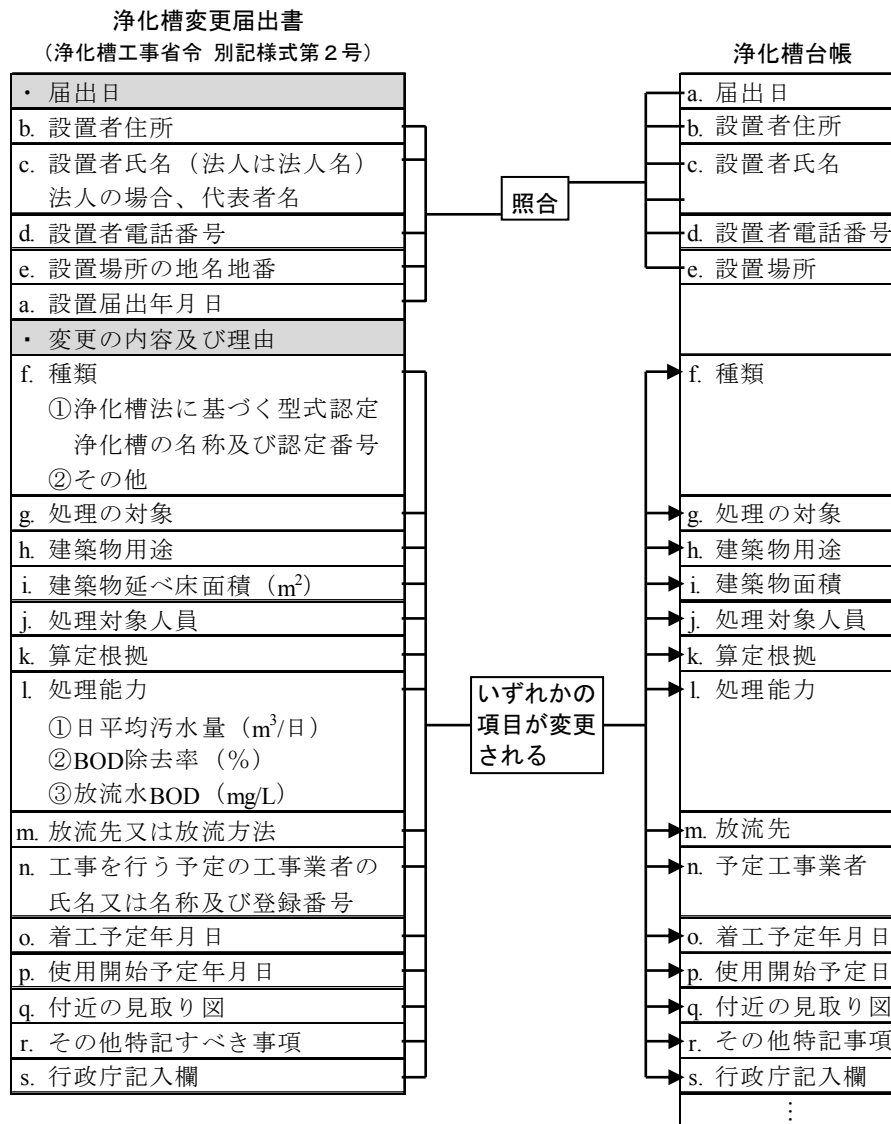 浄化槽変更届出書
(浄化槽工事省令 別記様式第２号)
・ 届出日
b. 設置者住所
c. 設置者氏名（法人は法人名）
法人の場合、代表者名
d. 設置者電話番号
e. 設置場所の地名地番
a. 設置届出年月日
・ 変更の内容及び理由
f. 種類
①浄化槽法に基づく型式認定
浄化槽の名称及び認定番号
②その他
g. 処理の対象
h. 建築物用途
i. 建築物延べ床面積（m²）
j. 処理対象人員
k. 算定根拠
l. 処理能力
①日平均汚水量（m³/日）
②BOD除去率（%）
③放流水BOD（mg/L）
m. 放流先又は放流方法
n. 工事を行う予定の工事業者の
氏名又は名称及び登録番号
o. 着工予定年月日
p. 使用開始予定年月日
q. 付近の見取り図
r. その他特記すべき事項
s. 行政庁記入欄
照合
いずれかの
項目が変更
される
浄化槽台帳
a. 届出日
b. 設置者住所
c. 設置者氏名
d. 設置者電話番号
e. 設置場所
f. 種類
g. 処理の対象
h. 建築物用途
i. 建築物面積
j. 処理対象人員
k. 算定根拠
l. 処理能力
m. 放流先
n. 予定工事業者
o. 着工予定年月日
p. 使用開始予定日
q. 付近の見取り図
r. その他特記事項
s. 行政庁記入欄
⋮